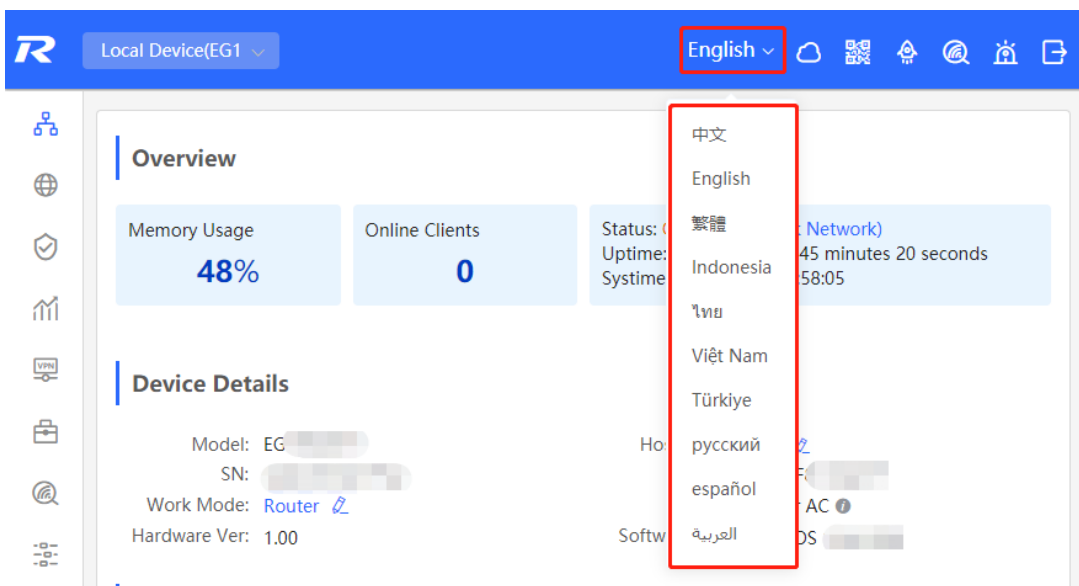 Local Device(EG1
English
中文
English
繁體
Indonesia
ไทย
Việt Nam
Türkiye
русский
español
العربية
Overview
Memory Usage
48%
Online Clients
0
Status:
Network)
Uptime:
45 minutes 20 seconds
Systime
:58:05
Device Details
Model: EG
SN:
Work Mode: Router
Hardware Ver: 1.00
Ho
AC
Softw
OS
VPN